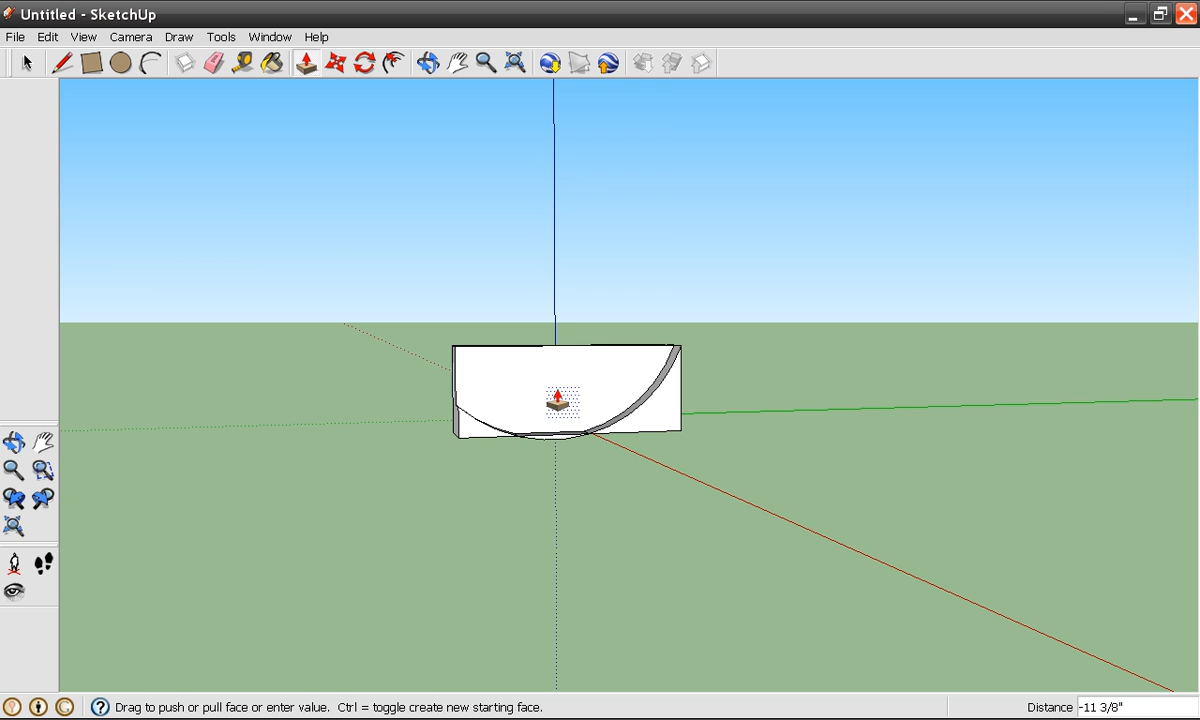 Untitled - SketchUp
File Edit View Camera Draw Tools Window Help
Drag to push or pull face or enter value. Ctrl = toggle create new starting face. Distance -11 3/8"